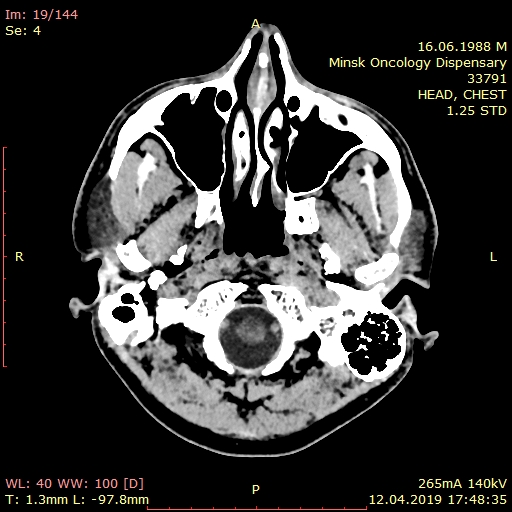 Im: 19/144
Se: 4
A
16.06.1988 M
Minsk Oncology Dispensary
33791
HEAD, CHEST
1.25 STD
R
L
WL: 40 WW: 100 [D]
T: 1.3mm L: -97.8mm
P
265mA 140kV
12.04.2019 17:48:35